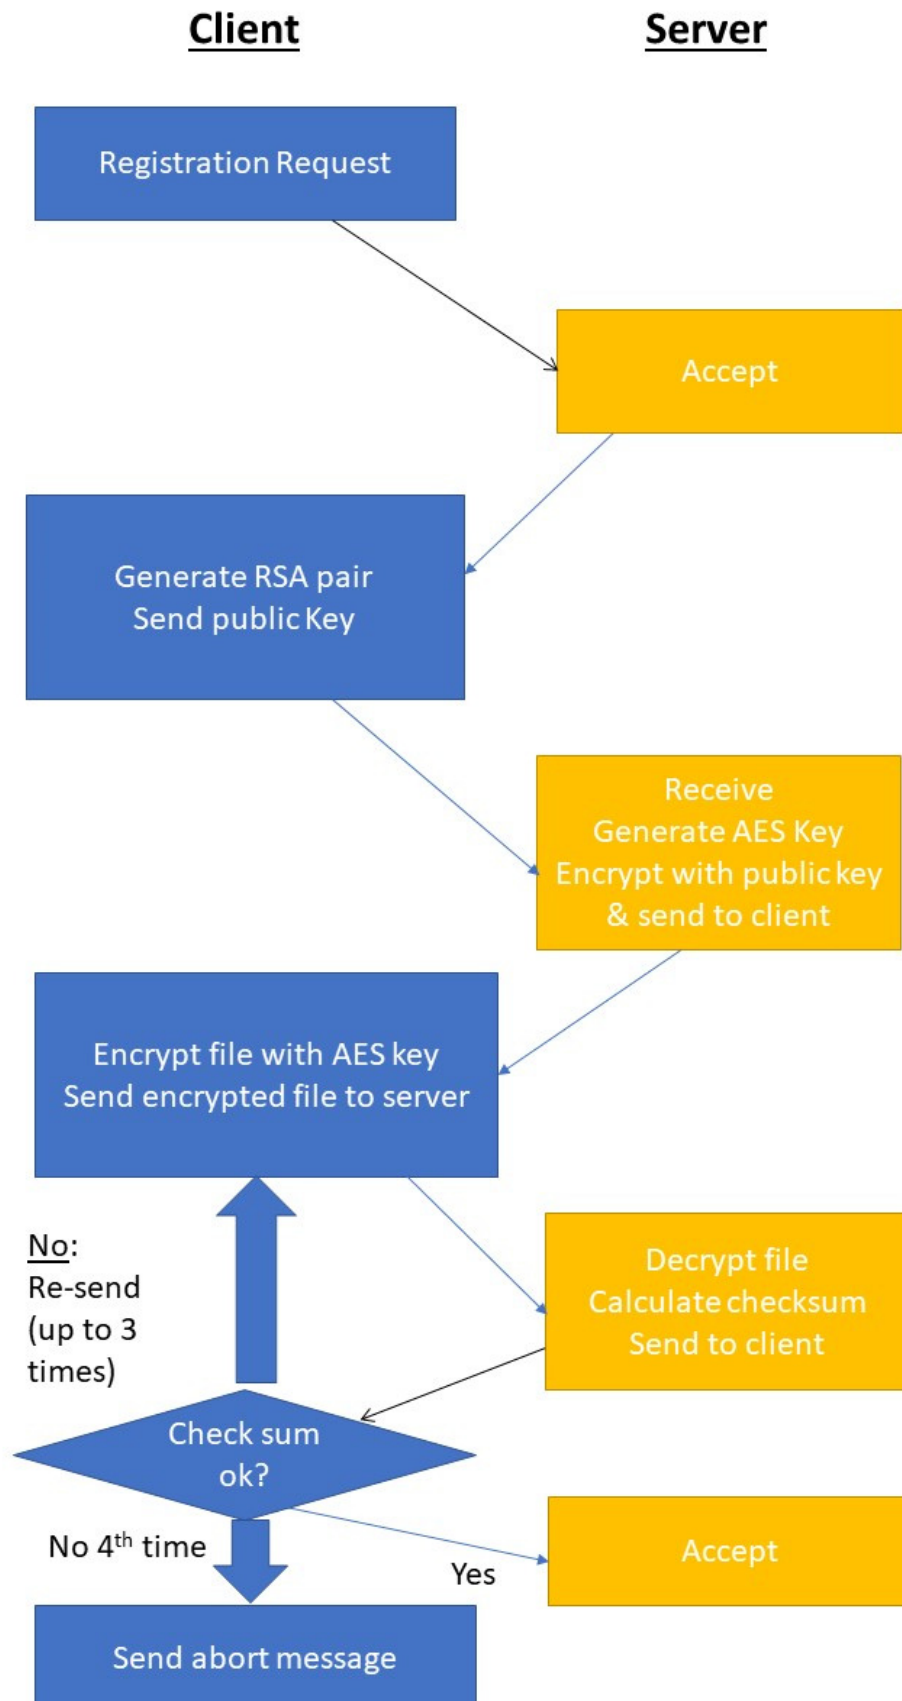 Client
Server
Registration Request
Accept
Generate RSA pair
Send public Key
Receive
Generate AES Key
Encrypt with public key
& send to client
Encrypt file with AES key
Send encrypted file to server
No:
Re-send
(up to 3
times)
Decrypt file
Calculate checksum
Send to client
Check sum
ok?
No 4th time
Yes
Accept
Send abort message